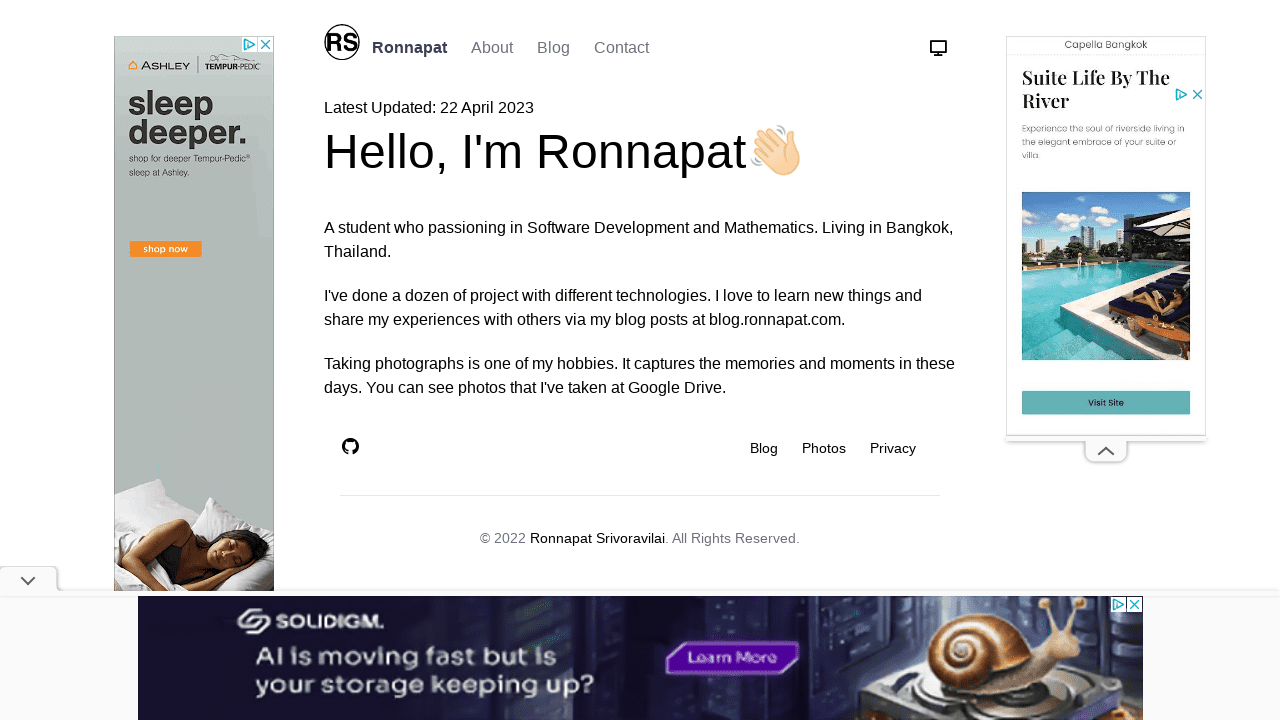 RS
Ronnapat About Blog Contact
Latest Updated: 22 April 2023
Hello, I'm Ronnapat👋🏻
A student who passioning in Software Development and Mathematics. Living in Bangkok,
Thailand.
I've done a dozen of project with different technologies. I love to learn new things and
share my experiences with others via my blog posts at blog.ronnapat.com.
Taking photographs is one of my hobbies. It captures the memories and moments in these
days. You can see photos that I've taken at Google Drive.
Blog Photos Privacy
© 2022 Ronnapat Srivoravilai. All Rights Reserved.
ASHLEY TEMPUR-PEDIC®
sleep
deeper.
shop for deeper Tempur-Pedic®
sleep at Ashley.
shop now
Capella Bangkok
Suite Life By The
River
Experience the soul of riverside living in
the elegant embrace of your suite or
villa.
Visit Site
SOLIDIGM.
AI is moving fast but is
your storage keeping up?
Learn More